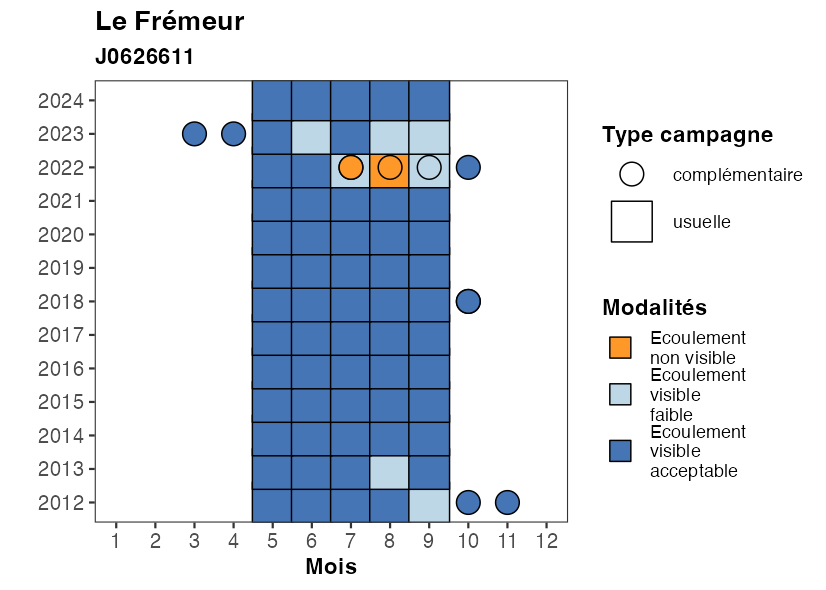 Le Frémeur
J0626611
2024
2023
2022
2021
2020
2019
2018
2017
2016
2015
2014
2013
2012
1 2 3 4 5 6 7 8 9 10 11 12
Mois
Type campagne
complémentaire
usuelle
Modalités
Ecoulement
non visible
Ecoulement
visible
faible
Ecoulement
visible
acceptable